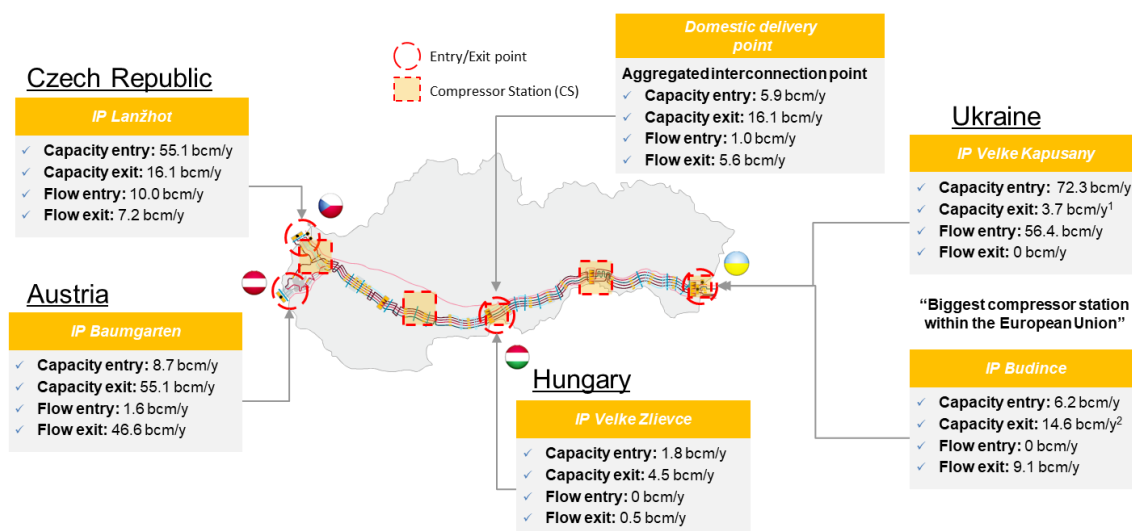 Entry/Exit point
Compressor Station (CS)
Czech Republic
IP Lanžhot
Capacity entry: 55.1 bcm/y
Capacity exit: 16.1 bcm/y
Flow entry: 10.0 bcm/y
Flow exit: 7.2 bcm/y
Austria
IP Baumgarten
Capacity entry: 8.7 bcm/y
Capacity exit: 55.1 bcm/y
Flow entry: 1.6 bcm/y
Flow exit: 46.6 bcm/y
Domestic delivery
point
Aggregated interconnection point
Capacity entry: 5.9 bcm/y
Capacity exit: 16.1 bcm/y
Flow entry: 1.0 bcm/y
Flow exit: 5.6 bcm/y
Hungary
IP Velke Zlievce
Capacity entry: 1.8 bcm/y
Capacity exit: 4.5 bcm/y
Flow entry: 0 bcm/y
Flow exit: 0.5 bcm/y
Ukraine
IP Velke Kapusany
Capacity entry: 72.3 bcm/y
Capacity exit: 3.7 bcm/y¹
Flow entry: 56.4. bcm/y
Flow exit: 0 bcm/y
“Biggest compressor station
within the European Union”
IP Budince
Capacity entry: 6.2 bcm/y
Capacity exit: 14.6 bcm/y²
Flow entry: 0 bcm/y
Flow exit: 9.1 bcm/y